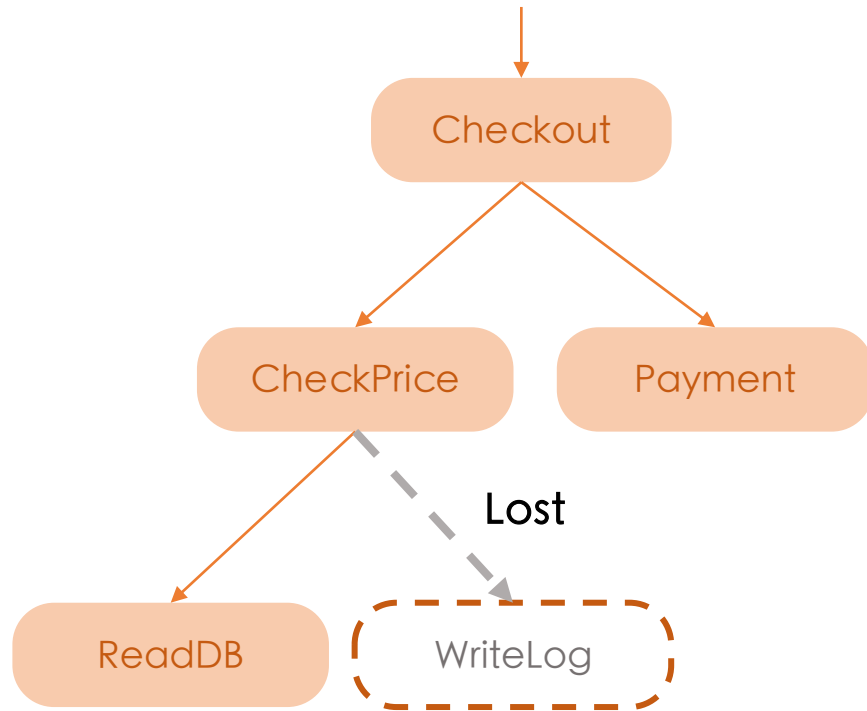 Checkout
CheckPrice
Payment
Lost
ReadDB
WriteLog